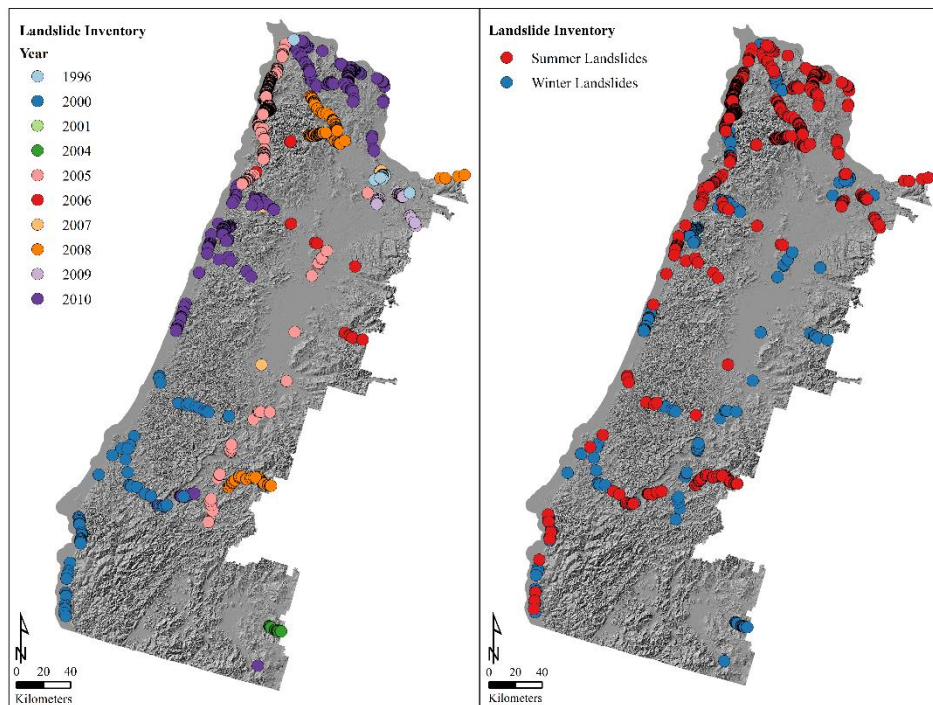 Landslide Inventory
Year
1996
2000
2001
2004
2005
2006
2007
2008
2009
2010
N
0 20 40
Kilometers
Landslide Inventory
Summer Landslides
Winter Landslides
N
0 20 40
Kilometers